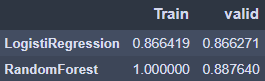 Train valid
LogistiRegression 0.866419 0.866271
RandomForest 1.000000 0.887640